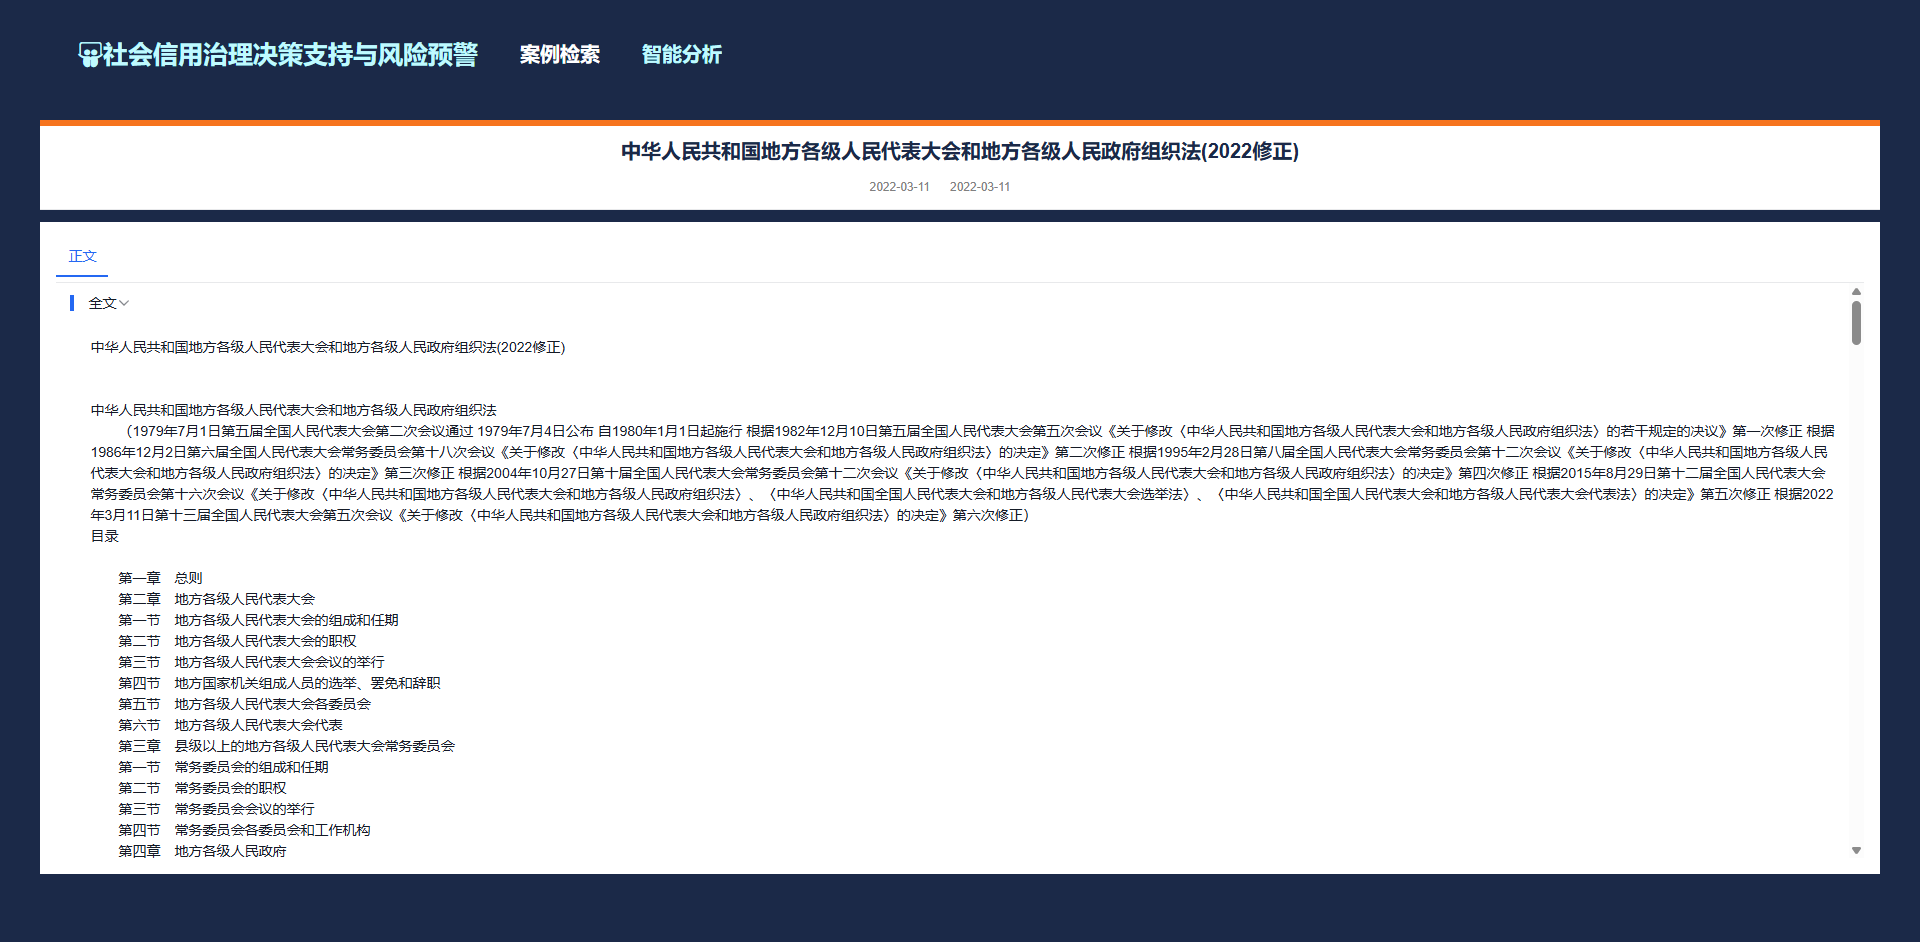 社会信用治理决策支持与风险预警 案例检索 智能分析
中华人民共和国地方各级人民代表大会和地方各级人民政府组织法(2022修正)
2022-03-11 2022-03-11
正文
全文
中华人民共和国地方各级人民代表大会和地方各级人民政府组织法(2022修正)
中华人民共和国地方各级人民代表大会和地方各级人民政府组织法
（1979年7月1日第五届全国人民代表大会第二次会议通过 1979年7月4日公布 自1980年1月1日起施行 根据1982年12月10日第五届全国人民代表大会第五次会议《关于修改〈中华人民共和国地方各级人民代表大会和地方各级人民政府组织法〉的若干规定的决议》第一次修正 根据
1986年12月2日第六届全国人民代表大会常务委员会第十八次会议《关于修改〈中华人民共和国地方各级人民代表大会和地方各级人民政府组织法〉的决定》第二次修正 根据1995年2月28日第八届全国人民代表大会常务委员会第十二次会议《关于修改〈中华人民共和国地方各级人民
代表大会和地方各级人民政府组织法〉的决定》第三次修正 根据2004年10月27日第十届全国人民代表大会常务委员会第十二次会议《关于修改〈中华人民共和国地方各级人民代表大会和地方各级人民政府组织法〉的决定》第四次修正 根据2015年8月29日第十二届全国人民代表大会
常务委员会第十六次会议《关于修改〈中华人民共和国地方各级人民代表大会和地方各级人民政府组织法〉、〈中华人民共和国全国人民代表大会和地方各级人民代表大会选举法〉、〈中华人民共和国全国人民代表大会和地方各级人民代表大会代表法〉的决定》第五次修正 根据2022
年3月11日第十三届全国人民代表大会第五次会议《关于修改〈中华人民共和国地方各级人民代表大会和地方各级人民政府组织法〉的决定》第六次修正）
目录
第一章　总则
第二章　地方各级人民代表大会
第一节　地方各级人民代表大会的组成和任期
第二节　地方各级人民代表大会的职权
第三节　地方各级人民代表大会会议的举行
第四节　地方国家机关组成人员的选举、罢免和辞职
第五节　地方各级人民代表大会各委员会
第六节　地方各级人民代表大会代表
第三章　县级以上的地方各级人民代表大会常务委员会
第一节　常务委员会的组成和任期
第二节　常务委员会的职权
第三节　常务委员会会议的举行
第四节　常务委员会各委员会和工作机构
第四章　地方各级人民政府